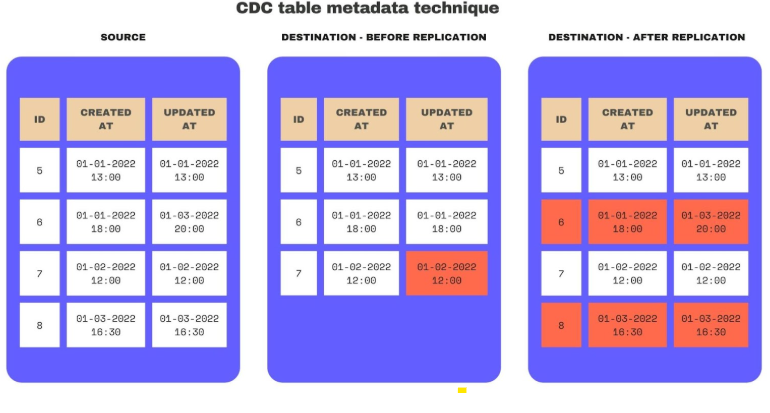 CDC table metadata technique
SOURCE
ID
CREATED
AT
UPDATED
AT
5
01-01-2022
13:00
01-01-2022
13:00
6
01-01-2022
18:00
01-03-2022
20:00
7
01-02-2022
12:00
01-02-2022
12:00
8
01-03-2022
16:30
01-03-2022
16:30
DESTINATION - BEFORE REPLICATION
ID
CREATED
AT
UPDATED
AT
5
01-01-2022
13:00
01-01-2022
13:00
6
01-01-2022
18:00
01-01-2022
18:00
7
01-02-2022
12:00
01-02-2022
12:00
DESTINATION - AFTER REPLICATION
ID
CREATED
AT
UPDATED
AT
5
01-01-2022
13:00
01-01-2022
13:00
6
01-01-2022
18:00
01-03-2022
20:00
7
01-02-2022
12:00
01-02-2022
12:00
8
01-03-2022
16:30
01-03-2022
16:30